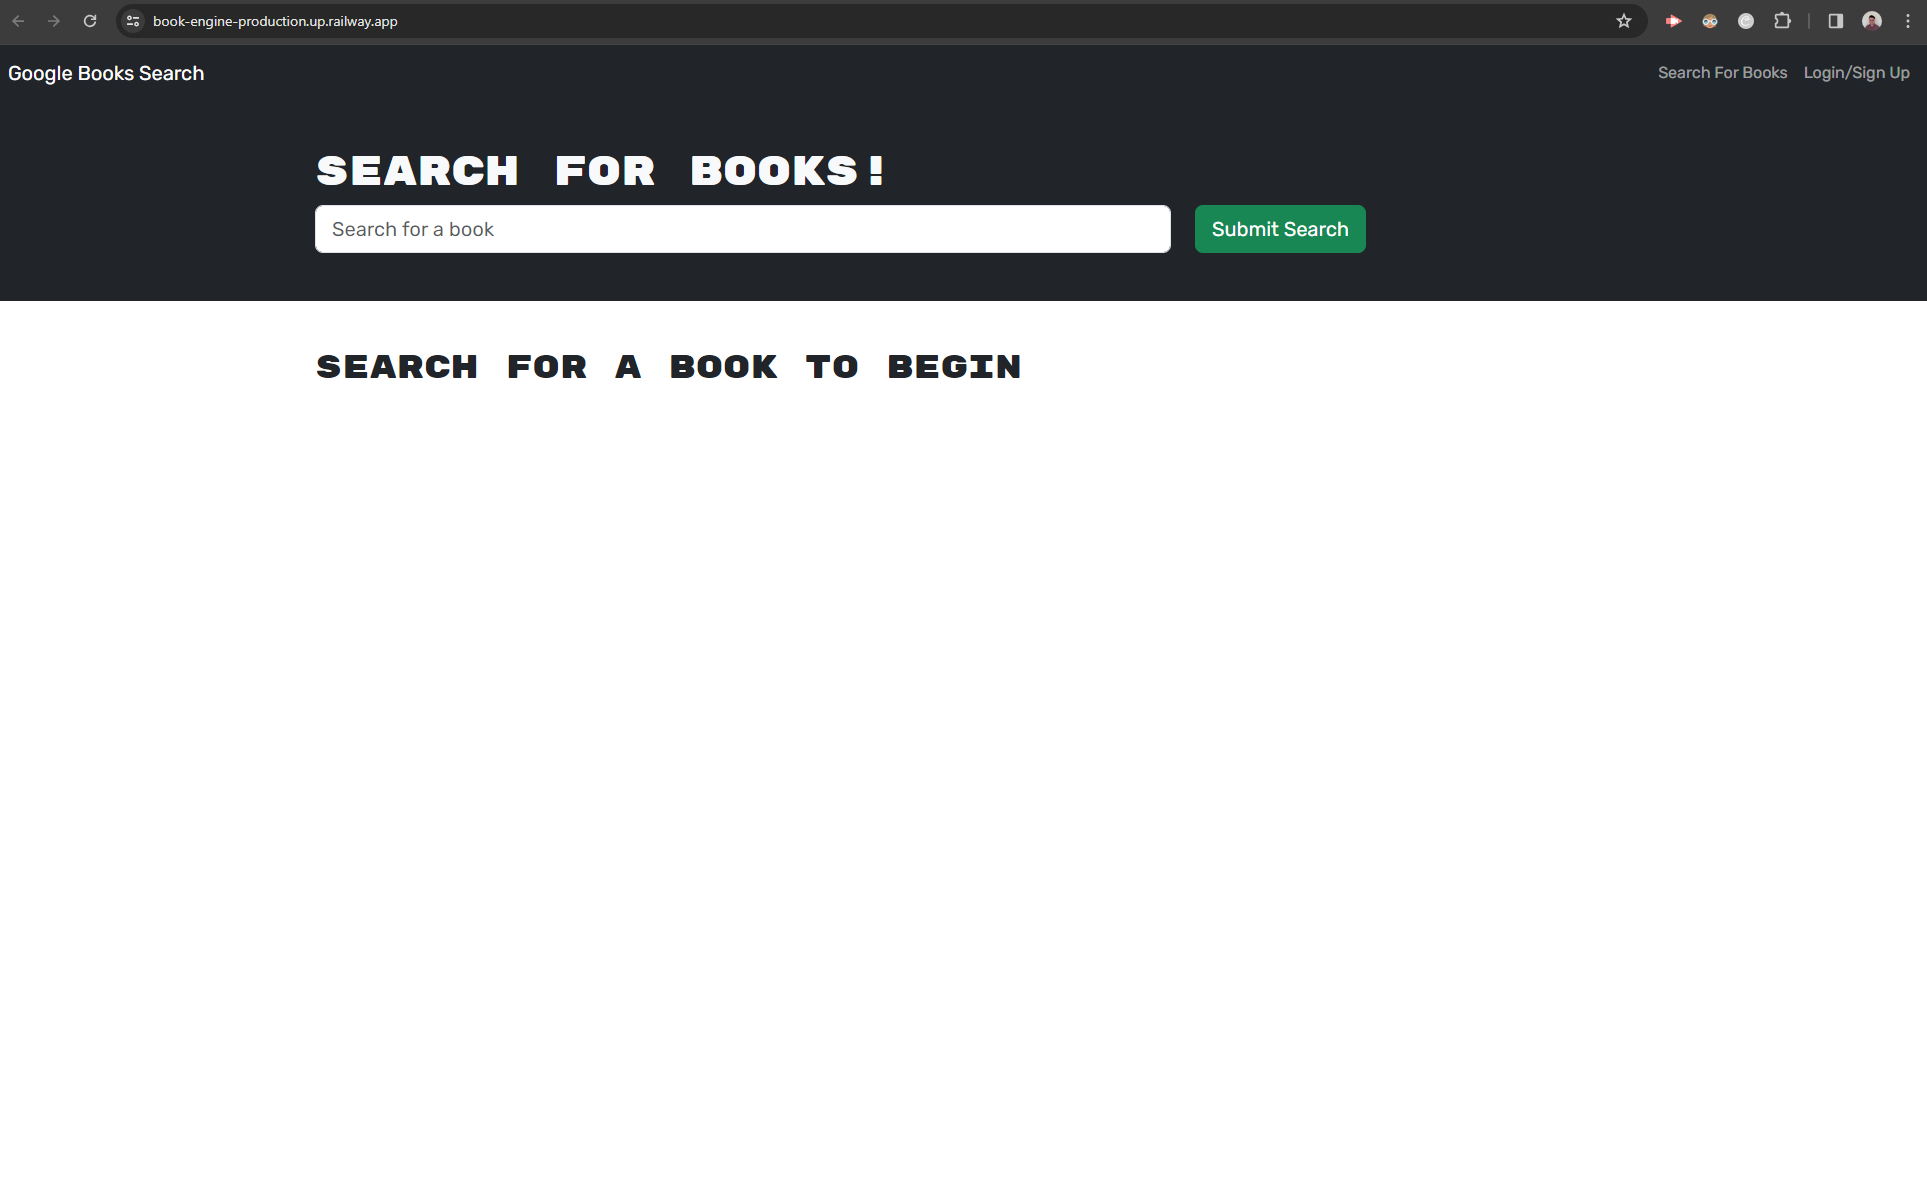 book-engine-production.up.railway.app
Google Books Search
Search For Books
Login/Sign Up
SEARCH FOR BOOKS!
Search for a book
Submit Search
SEARCH FOR A BOOK TO BEGIN